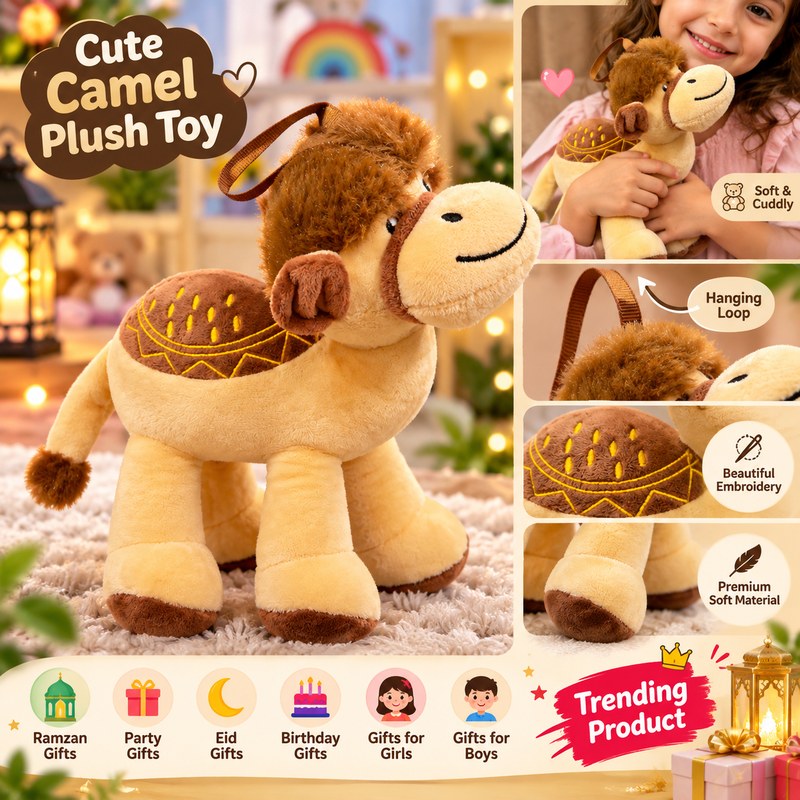 Cute
Camel
Plush Toy
Soft &
Cuddly
Hanging
Loop
Beautiful
Embroidery
Premium
Soft Material
Ramzan
Gifts
Party
Gifts
Eid
Gifts
Birthday
Gifts
Gifts for
Girls
Gifts for
Boys
Trending
Product